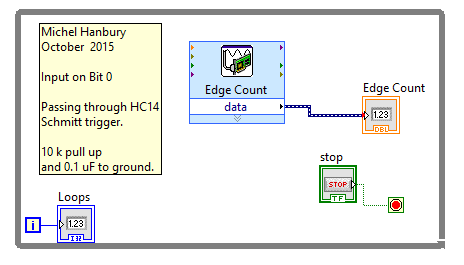 Michel Hanbury
October 2015
Input on Bit 0
Passing through HC14
Schmitt trigger.
10 k pull up
and 0.1 uF to ground.
Edge Count
data
Edge Count
1.23
DBL
stop
STOP
TF
Loops
i
1.23
I32